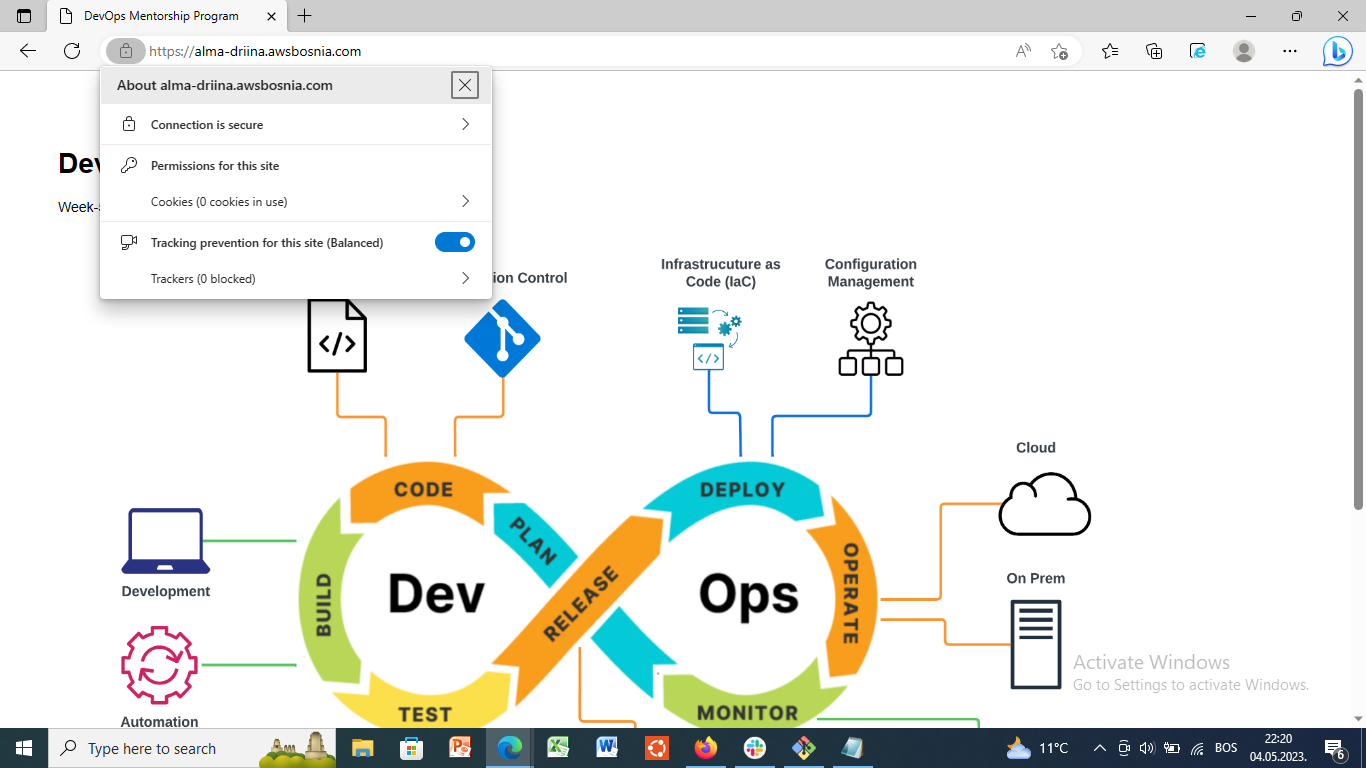 DevOps Mentorship Program
https://alma-driina.awsbosnia.com
About alma-driina.awsbosnia.com
Connection is secure
Permissions for this site
Cookies (0 cookies in use)
Tracking prevention for this site (Balanced)
Trackers (0 blocked)
Dev
Week-
ion Control
Infrastrucuture as
Code (IaC)
Configuration
Management
Cloud
On Prem
Development
Automation
CODE
PLAN
BUILD
TEST
RELEASE
DEPLOY
OPERATE
MONITOR
Dev
Ops
Activate Windows
Go to Settings to activate Windows.
Type here to search
11°C
BOS
22:20
04.05.2023.
6